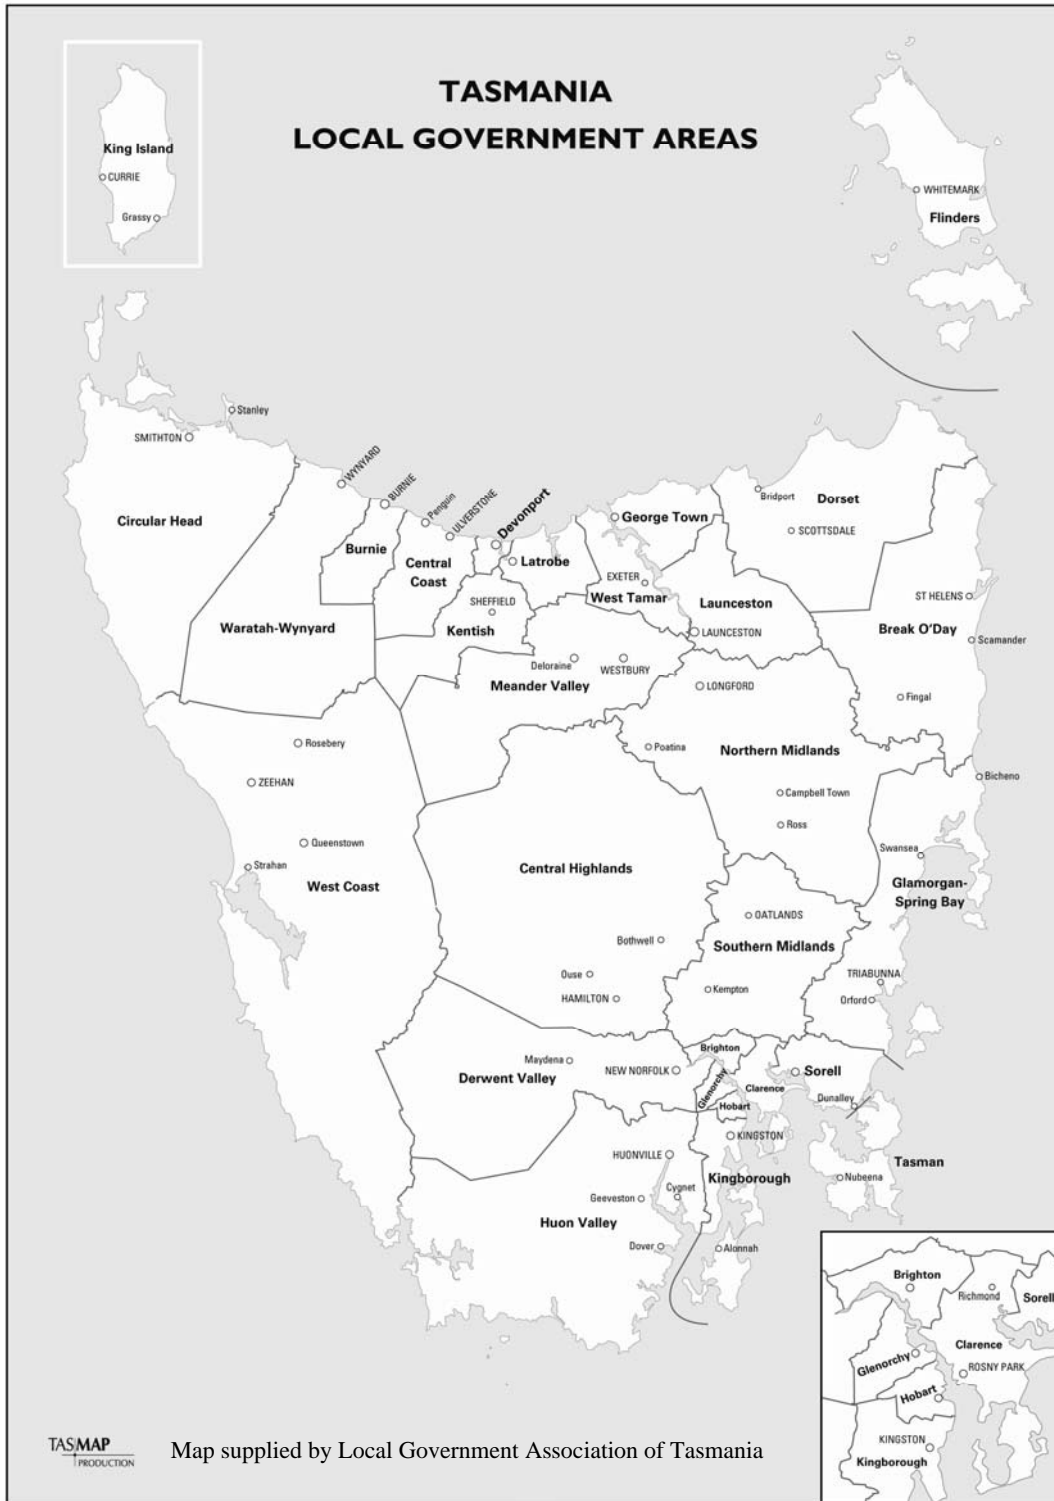 TASMANIA
LOCAL GOVERNMENT AREAS
King Island
CURRIE
Grassy
WHITEMARK
Flinders
Stanley
SMITHTON
WYNYARD
BURNIE
Penguin
ULVERSTONE
Devonport
Bridport
Dorset
George Town
SCOTTSDALE
Circular Head
Burnie
Central
Coast
Latrobe
EXETER
West Tamar
Launceston
ST HELENS
SHEFFIELD
Kentish
LAUNCESTON
Waratah-Wynyard
Break O'Day
Scamander
Deloraine
WESTBURY
Meander Valley
LONGFORD
Fingal
Rosebery
Poatina
Northern Midlands
ZEEHAN
Bicheno
Campbell Town
Ross
Queenstown
Swansea
Strahan
Central Highlands
West Coast
Glamorgan-
Spring Bay
OATLANDS
Bothwell
Southern Midlands
Ouse
TRIABUNNA
Kempton
HAMILTON
Orford
Brighton
Maydena
NEW NORFOLK
Sorell
Derwent Valley
Glenorchy
Clarence
Dunalley
Hobart
KINGSTON
HUONVILLE
Tasman
Kingborough
Nubeena
Cygnet
Geeveston
Huon Valley
Dover
Alonnah
Brighton
Richmond
Sorell
Clarence
Glenorchy
ROSNY PARK
Hobart
KINGSTON
Kingborough
TASMAP
PRODUCTION
Map supplied by Local Government Association of Tasmania